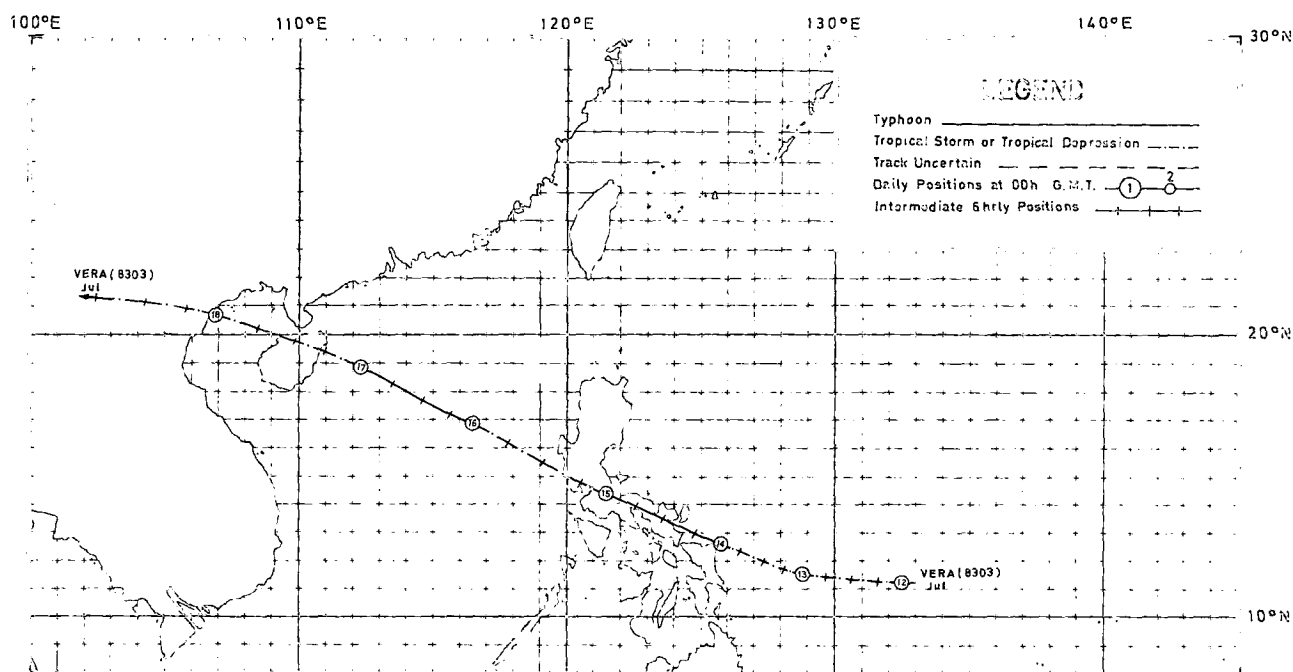 100°E 110°E 120°E 130°E 140°E
30°N
LEGEND
Typhoon
Tropical Storm or Tropical Depression
Track Uncertain
Daily Positions at 00h G.M.T. 1 2
Intermediate 6hrly Positions
VERA(8303)
Jul
18
20°N
17
16
15
14
13
12
VERA(8303)
Jul
10°N